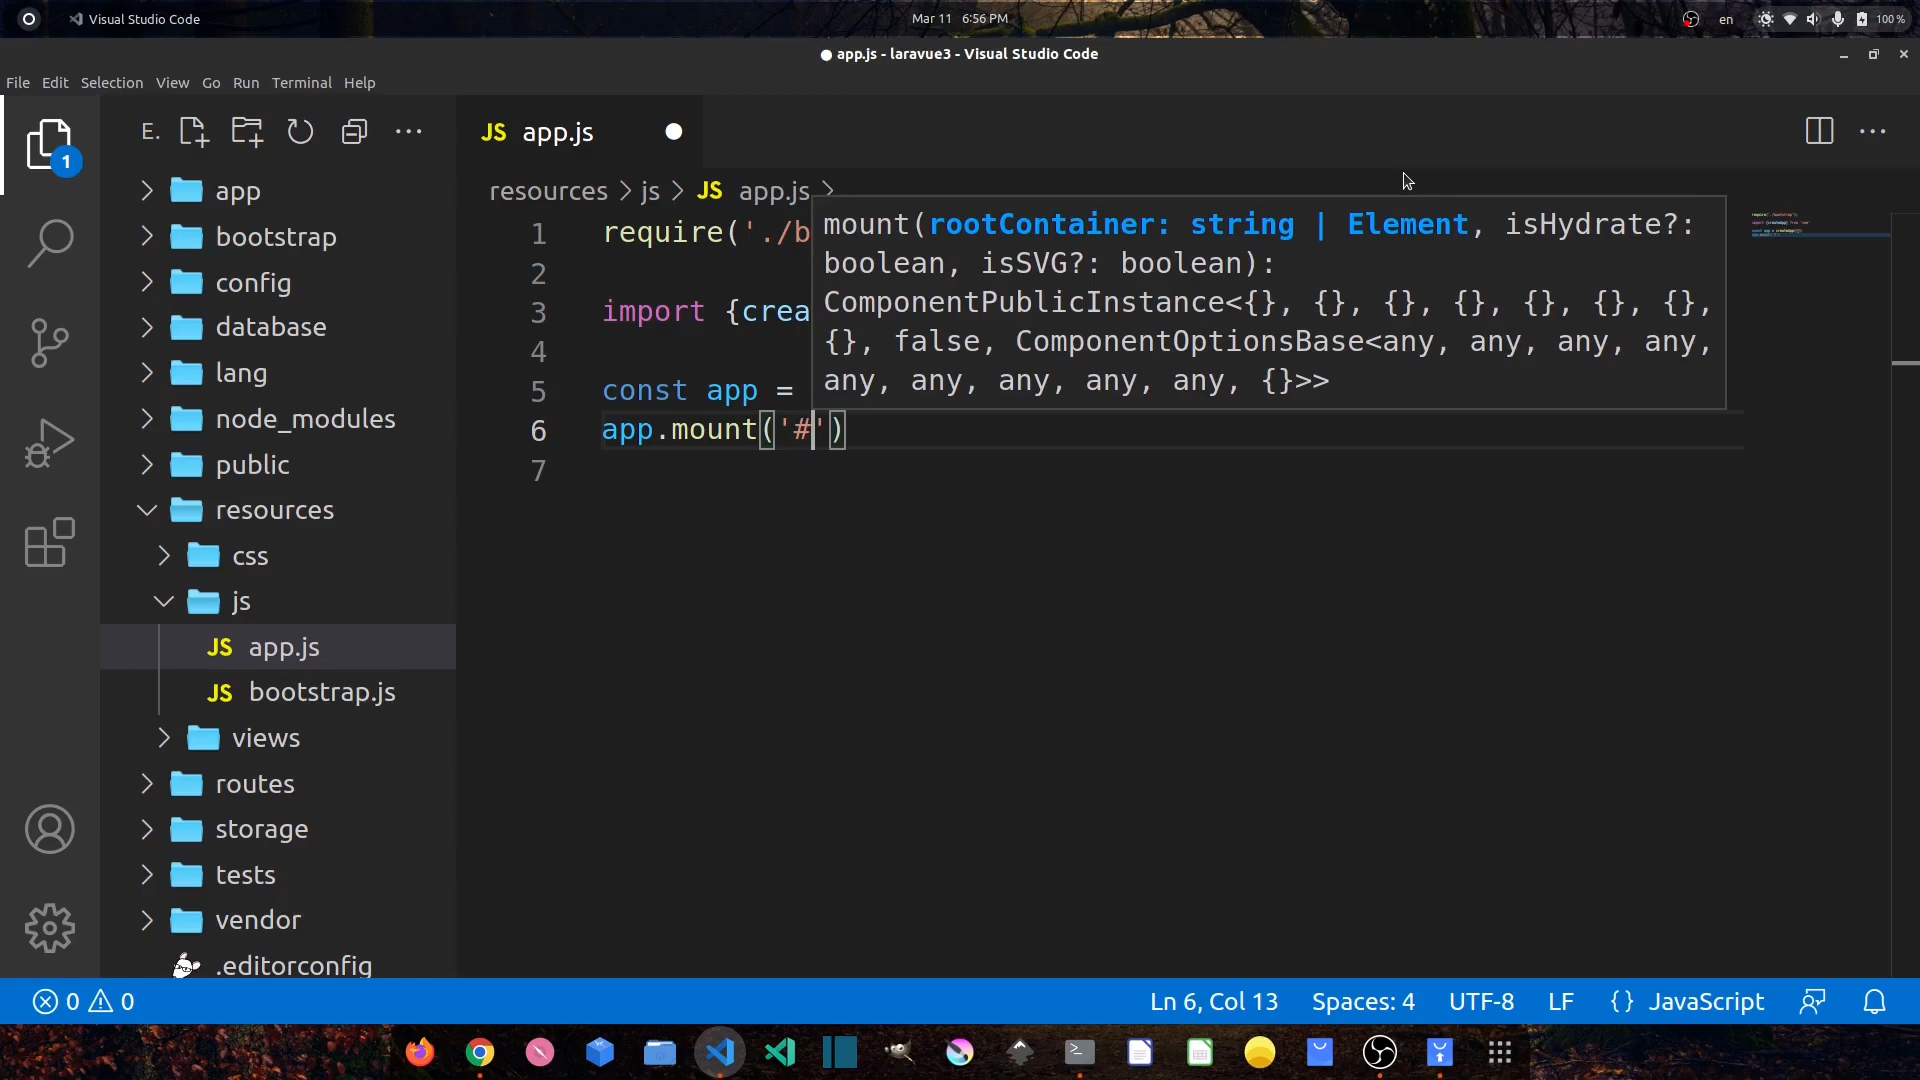 Visual Studio Code
Mar 11 6:56 PM
en
100 %
● app.js - laravue3 - Visual Studio Code
File Edit Selection View Go Run Terminal Help
1
E.
app
bootstrap
config
database
lang
node_modules
public
resources
css
js
JS app.js
JS bootstrap.js
views
routes
storage
tests
vendor
.editorconfig
JS app.js
resources > js > JS app.js >
1 require('./b
2
3 import {crea
4
5 const app =
6 app.mount('#')
7
mount(rootContainer: string | Element, isHydrate?:
boolean, isSVG?: boolean):
ComponentPublicInstance<{}, {}, {}, {}, {}, {}, {},
{}, false, ComponentOptionsBase<any, any, any, any,
any, any, any, any, any, {}>>
0 0
Ln 6, Col 13 Spaces: 4 UTF-8 LF {} JavaScript